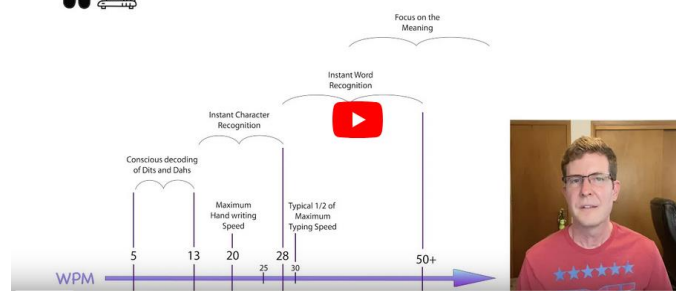 Focus on the
Meaning
Instant Word
Recognition
Instant Character
Recognition
Conscious decoding
of Dits and Dahs
Maximum
Hand writing
Speed
Typical 1/2 of
Maximum
Typing Speed
5
13
20
28
50+
25
30
WPM